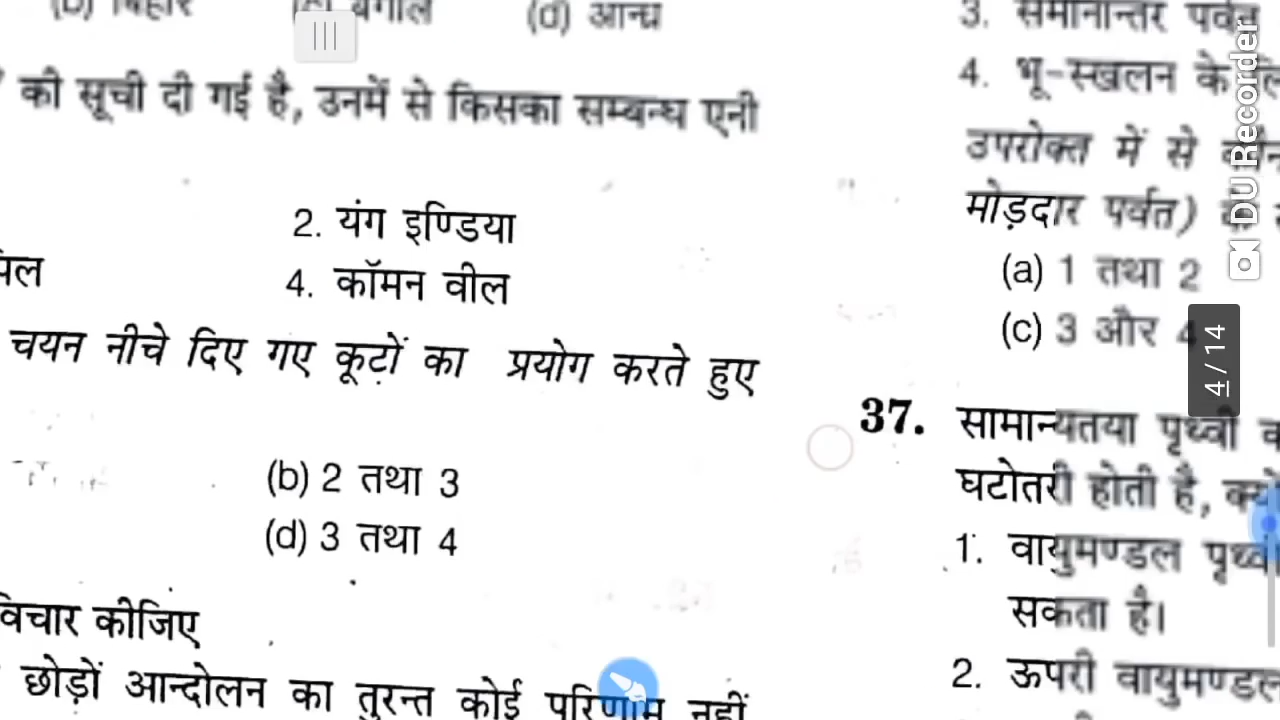 (c) बंगाल (d) आन्ध्र
की सूची दी गई है, उनमें से किसका सम्बन्ध एनी
2. यंग इण्डिया
4. कॉमन वील
चयन नीचे दिए गए कूटों का प्रयोग करते हुए
(b) 2 तथा 3
(d) 3 तथा 4
विचार कीजिए
छोड़ों आन्दोलन का तुरन्त कोई परिणाम नहीं
3. समानान्तर पर्वत
4. भू-स्खलन के
उपरोक्त में से
मोड़दार पर्वत)
(a) 1 तथा 2
(c) 3 और 4
37. सामान्यतया पृथ्वी
घटोतरी होती है,
1. वायुमण्डल
सकता है।
2. ऊपरी वायुमण्डल
4/14
DU Recorder